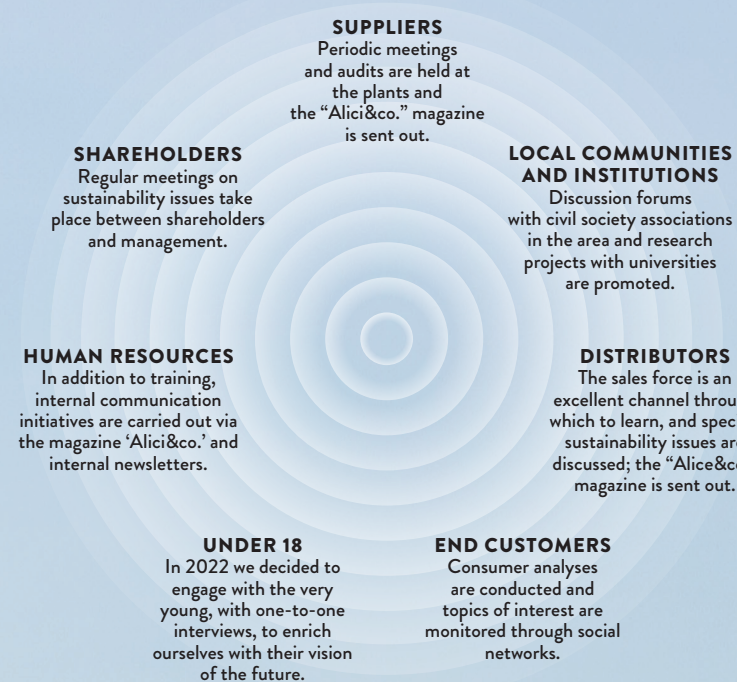 SUPPLIERS
Periodic meetings
and audits are held at
the plants and
the “Alici&co.” magazine
is sent out.
SHAREHOLDERS
Regular meetings on
sustainability issues take
place between shareholders
and management.
LOCAL COMMUNITIES
AND INSTITUTIONS
Discussion forums
with civil society associations
in the area and research
projects with universities
are promoted.
HUMAN RESOURCES
In addition to training,
internal communication
initiatives are carried out via
the magazine ‘Alici&co.’ and
internal newsletters.
DISTRIBUTORS
The sales force is an
excellent channel
which to learn, and
sustainability issues
discussed; the
magazine is sent out.
UNDER 18
In 2022 we decided to
engage with the very
young, with one-to-one
interviews, to enrich
ourselves with their vision
of the future.
END CUSTOMERS
Consumer analyses
are conducted and
topics of interest are
monitored through social
networks.